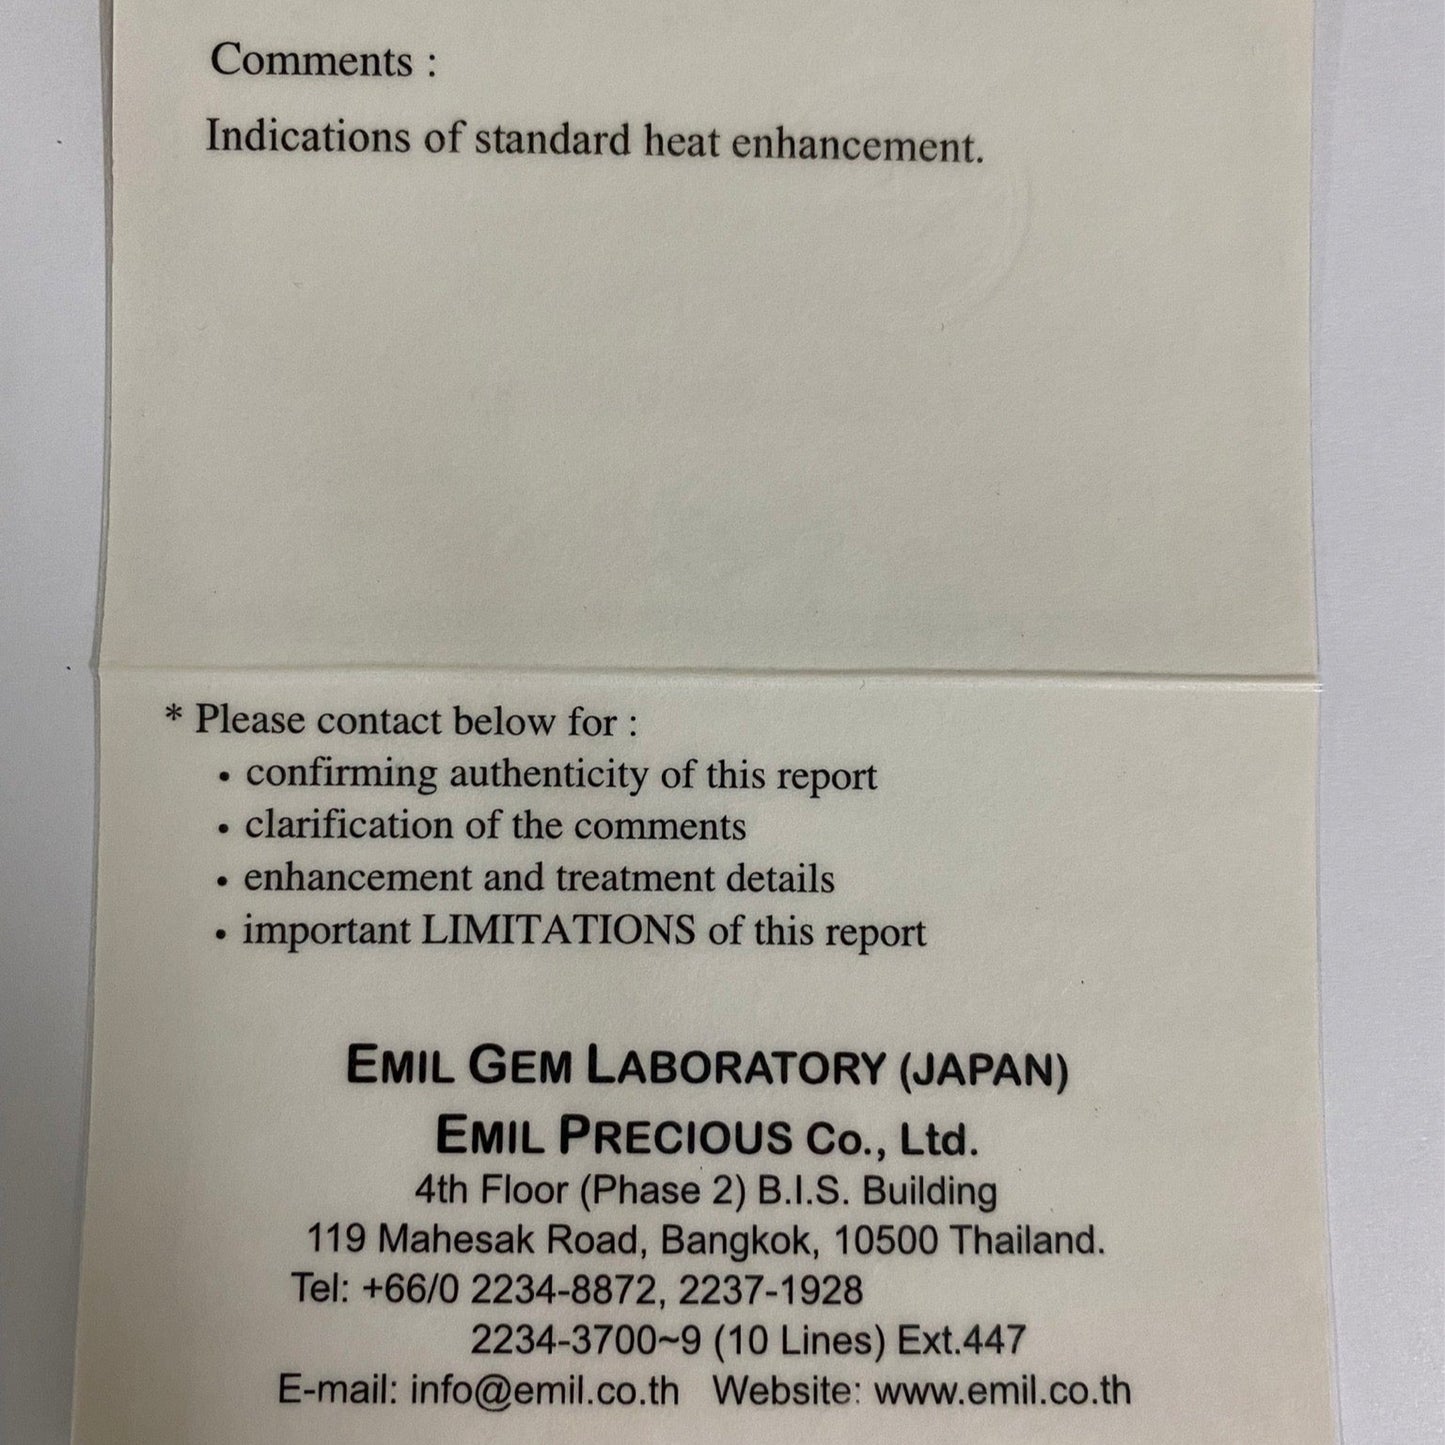 Comments :
Indications of standard heat enhancement.
* Please contact below for :
• confirming authenticity of this report
• clarification of the comments
• enhancement and treatment details
• important LIMITATIONS of this report
EMIL GEM LABORATORY (JAPAN)
EMIL PRECIOUS Co., Ltd.
4th Floor (Phase 2) B.I.S. Building
119 Mahesak Road, Bangkok, 10500 Thailand.
Tel: +66/0 2234-8872, 2237-1928
2234-3700~9 (10 Lines) Ext.447
E-mail: info@emil.co.th Website: www.emil.co.th